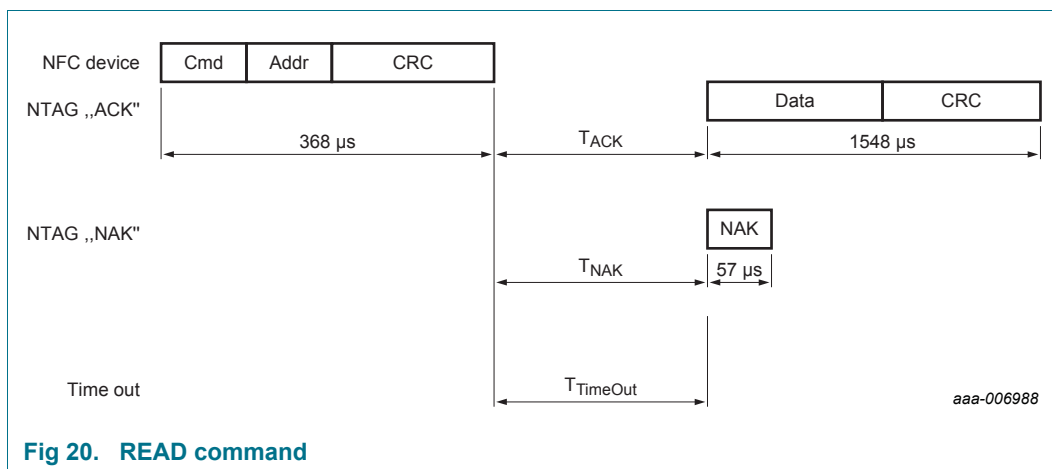 NFC device Cmd Addr CRC
NTAG ,,ACK" Data CRC
368 µs TACK 1548 µs
NTAG ,,NAK" NAK
TNAK 57 µs
Time out TTimeOut aaa-006988
Fig 20. READ command